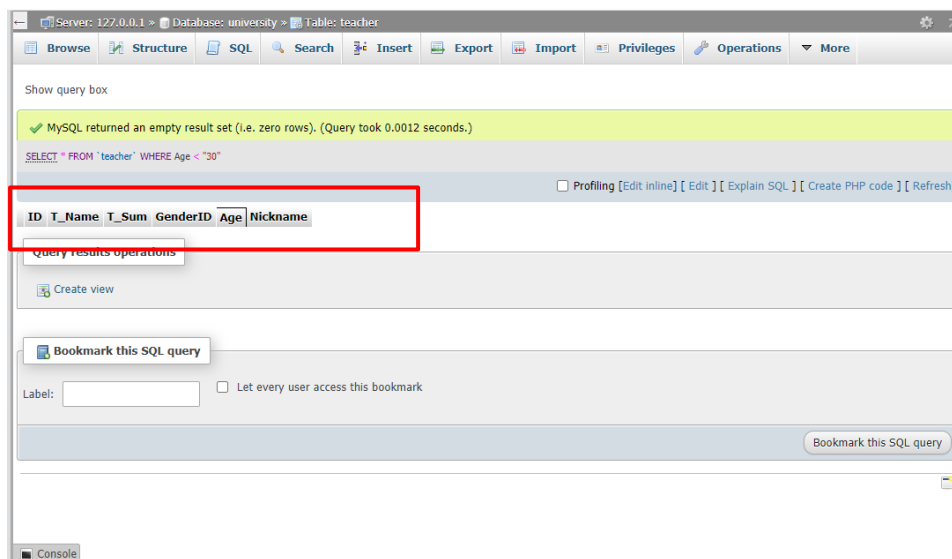 Server: 127.0.0.1 » Database: university » Table: teacher
Browse Structure SQL Search Insert Export Import Privileges Operations More
Show query box
MySQL returned an empty result set (i.e. zero rows). (Query took 0.0012 seconds.)
SELECT * FROM `teacher` WHERE Age < "30"
Profiling [Edit inline] [ Edit ] [ Explain SQL ] [ Create PHP code ] [ Refresh
ID T_Name T_Sum GenderID Age Nickname
Query results operations
Create view
Bookmark this SQL query
Label: Let every user access this bookmark
Bookmark this SQL query
Console